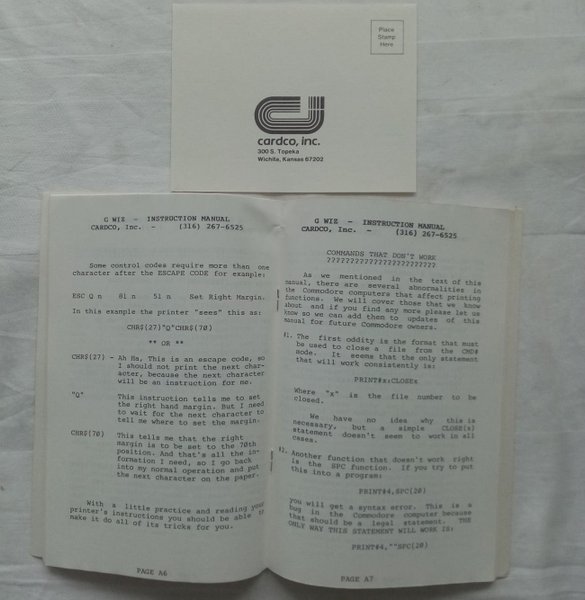 Place
Stamp
Here
cardco, inc.
300 S. Topeka
Wichita, Kansas 67202
G WIZ - INSTRUCTION MANUAL
CARDCO, Inc. - (316) 267-6525
Some control codes require more than one
character after the ESCAPE CODE for example:
ESC Q n 81 n 51 n Set Right Margin.
In this example the printer "sees" this as:
CHR$(27)"Q"CHR$(70)
** OR **
CHR$(27) - Ah Ha, This is an escape code, so
I should not print the next char-
acter, because the next character
will be an instruction for me.
"Q" This instruction tells me to set
the right hand margin. But I need
to wait for the next character to
tell me where to set the margin.
CHR$(70) This tells me that the right
margin is to be set to the 70th
position. And that's all the in-
formation I need, so I go back
into my normal operation and put
the next character on the paper.
With a little practice and reading your
printer's instructions you should be able to
make it do all of its tricks for you.
PAGE A6
G WIZ - INSTRUCTION MANUAL
CARDCO, Inc. - (316) 267-6525
COMMANDS THAT DON'T WORK
????????????????????????
As we mentioned in the text of this
manual, there are several abnormalities in
the Commodore computers that affect printing
functions. We will cover those that we know
about and if you find any more please let us
know so we can add them to updates of this
manual for future Commodore owners.
#1. The first oddity is the format that must
be used to close a file from the CMD#
mode. It seems that the only statement
that will work consistently is:
PRINT#x:CLOSEx
Where "X" is the file number to be
closed.
We have no idea why this is
necessary, but a simple CLOSE(x)
statement doesn't seem to work in all
cases.
#2. Another function that doesn't work right
is the SPC function. If you try to put
this into a program:
PRINT#4,SPC(20)
you will get a syntax error. This is a
bug in the Commodore computer because
that should be a legal statement. THE
ONLY WAY THIS STATEMENT WILL WORK IS:
PRINT#4,""SPC(20)
PAGE A7